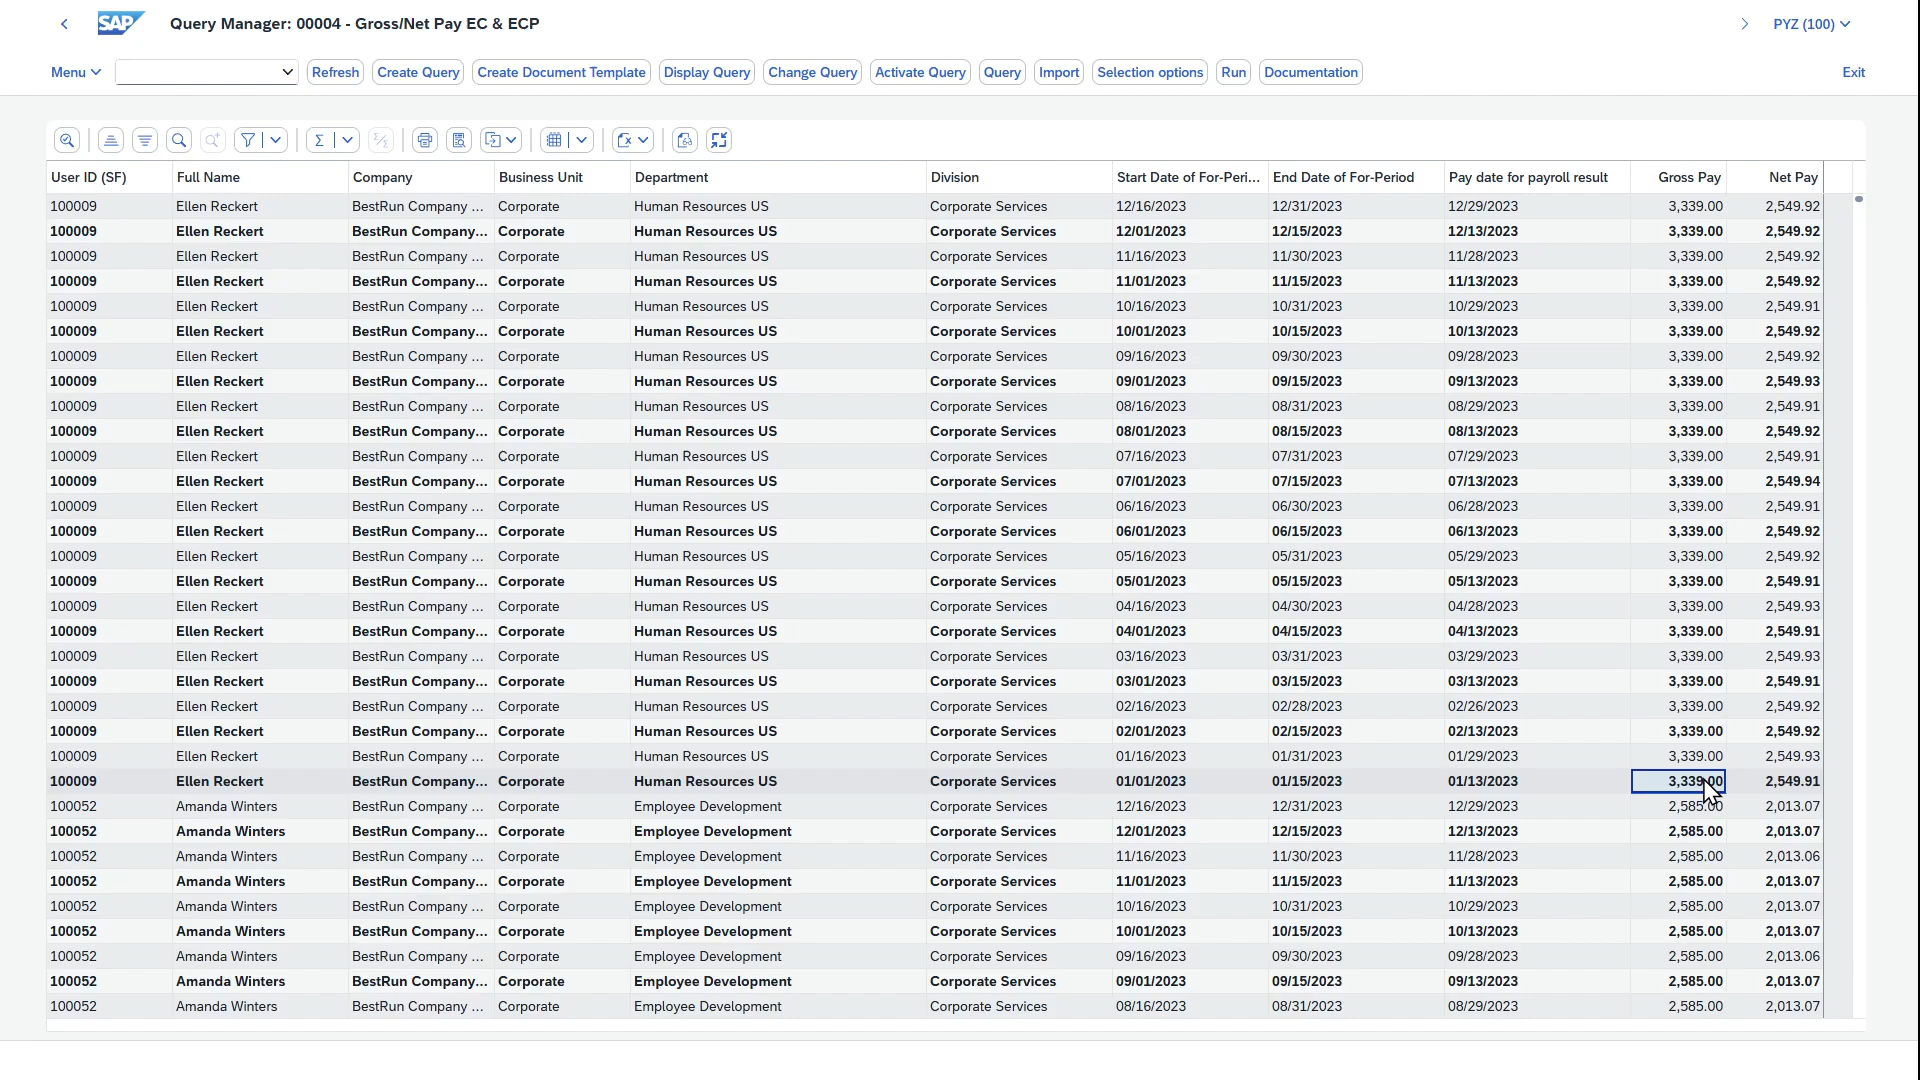 SAP Query Manager: 00004 - Gross/Net Pay EC & ECP PYZ (100)
Menu Refresh Create Query Create Document Template Display Query Change Query Activate Query Query Import Selection options Run Documentation Exit
User ID (SF) Full Name Company Business Unit Department Division Start Date of For-Peri... End Date of For-Period Pay date for payroll result Gross Pay Net Pay
100009 Ellen Reckert BestRun Company ... Corporate Human Resources US Corporate Services 12/16/2023 12/31/2023 12/29/2023 3,339.00 2,549.92
100009 Ellen Reckert BestRun Company... Corporate Human Resources US Corporate Services 12/01/2023 12/15/2023 12/13/2023 3,339.00 2,549.92
100009 Ellen Reckert BestRun Company ... Corporate Human Resources US Corporate Services 11/16/2023 11/30/2023 11/28/2023 3,339.00 2,549.92
100009 Ellen Reckert BestRun Company... Corporate Human Resources US Corporate Services 11/01/2023 11/15/2023 11/13/2023 3,339.00 2,549.92
100009 Ellen Reckert BestRun Company ... Corporate Human Resources US Corporate Services 10/16/2023 10/31/2023 10/29/2023 3,339.00 2,549.91
100009 Ellen Reckert BestRun Company... Corporate Human Resources US Corporate Services 10/01/2023 10/15/2023 10/13/2023 3,339.00 2,549.92
100009 Ellen Reckert BestRun Company ... Corporate Human Resources US Corporate Services 09/16/2023 09/30/2023 09/28/2023 3,339.00 2,549.92
100009 Ellen Reckert BestRun Company... Corporate Human Resources US Corporate Services 09/01/2023 09/15/2023 09/13/2023 3,339.00 2,549.93
100009 Ellen Reckert BestRun Company ... Corporate Human Resources US Corporate Services 08/16/2023 08/31/2023 08/29/2023 3,339.00 2,549.91
100009 Ellen Reckert BestRun Company... Corporate Human Resources US Corporate Services 08/01/2023 08/15/2023 08/13/2023 3,339.00 2,549.92
100009 Ellen Reckert BestRun Company ... Corporate Human Resources US Corporate Services 07/16/2023 07/31/2023 07/29/2023 3,339.00 2,549.91
100009 Ellen Reckert BestRun Company... Corporate Human Resources US Corporate Services 07/01/2023 07/15/2023 07/13/2023 3,339.00 2,549.94
100009 Ellen Reckert BestRun Company ... Corporate Human Resources US Corporate Services 06/16/2023 06/30/2023 06/28/2023 3,339.00 2,549.91
100009 Ellen Reckert BestRun Company... Corporate Human Resources US Corporate Services 06/01/2023 06/15/2023 06/13/2023 3,339.00 2,549.92
100009 Ellen Reckert BestRun Company ... Corporate Human Resources US Corporate Services 05/16/2023 05/31/2023 05/29/2023 3,339.00 2,549.92
100009 Ellen Reckert BestRun Company... Corporate Human Resources US Corporate Services 05/01/2023 05/15/2023 05/13/2023 3,339.00 2,549.91
100009 Ellen Reckert BestRun Company ... Corporate Human Resources US Corporate Services 04/16/2023 04/30/2023 04/28/2023 3,339.00 2,549.93
100009 Ellen Reckert BestRun Company... Corporate Human Resources US Corporate Services 04/01/2023 04/15/2023 04/13/2023 3,339.00 2,549.91
100009 Ellen Reckert BestRun Company ... Corporate Human Resources US Corporate Services 03/16/2023 03/31/2023 03/29/2023 3,339.00 2,549.93
100009 Ellen Reckert BestRun Company... Corporate Human Resources US Corporate Services 03/01/2023 03/15/2023 03/13/2023 3,339.00 2,549.91
100009 Ellen Reckert BestRun Company ... Corporate Human Resources US Corporate Services 02/16/2023 02/28/2023 02/26/2023 3,339.00 2,549.92
100009 Ellen Reckert BestRun Company... Corporate Human Resources US Corporate Services 02/01/2023 02/15/2023 02/13/2023 3,339.00 2,549.92
100009 Ellen Reckert BestRun Company ... Corporate Human Resources US Corporate Services 01/16/2023 01/31/2023 01/29/2023 3,339.00 2,549.93
100009 Ellen Reckert BestRun Company... Corporate Human Resources US Corporate Services 01/01/2023 01/15/2023 01/13/2023 3,339.00 2,549.91
100052 Amanda Winters BestRun Company ... Corporate Employee Development Corporate Services 12/16/2023 12/31/2023 12/29/2023 2,585.00 2,013.07
100052 Amanda Winters BestRun Company... Corporate Employee Development Corporate Services 12/01/2023 12/15/2023 12/13/2023 2,585.00 2,013.07
100052 Amanda Winters BestRun Company ... Corporate Employee Development Corporate Services 11/16/2023 11/30/2023 11/28/2023 2,585.00 2,013.06
100052 Amanda Winters BestRun Company... Corporate Employee Development Corporate Services 11/01/2023 11/15/2023 11/13/2023 2,585.00 2,013.07
100052 Amanda Winters BestRun Company ... Corporate Employee Development Corporate Services 10/16/2023 10/31/2023 10/29/2023 2,585.00 2,013.07
100052 Amanda Winters BestRun Company... Corporate Employee Development Corporate Services 10/01/2023 10/15/2023 10/13/2023 2,585.00 2,013.07
100052 Amanda Winters BestRun Company ... Corporate Employee Development Corporate Services 09/16/2023 09/30/2023 09/28/2023 2,585.00 2,013.06
100052 Amanda Winters BestRun Company... Corporate Employee Development Corporate Services 09/01/2023 09/15/2023 09/13/2023 2,585.00 2,013.07
100052 Amanda Winters BestRun Company ... Corporate Employee Development Corporate Services 08/16/2023 08/31/2023 08/29/2023 2,585.00 2,013.07